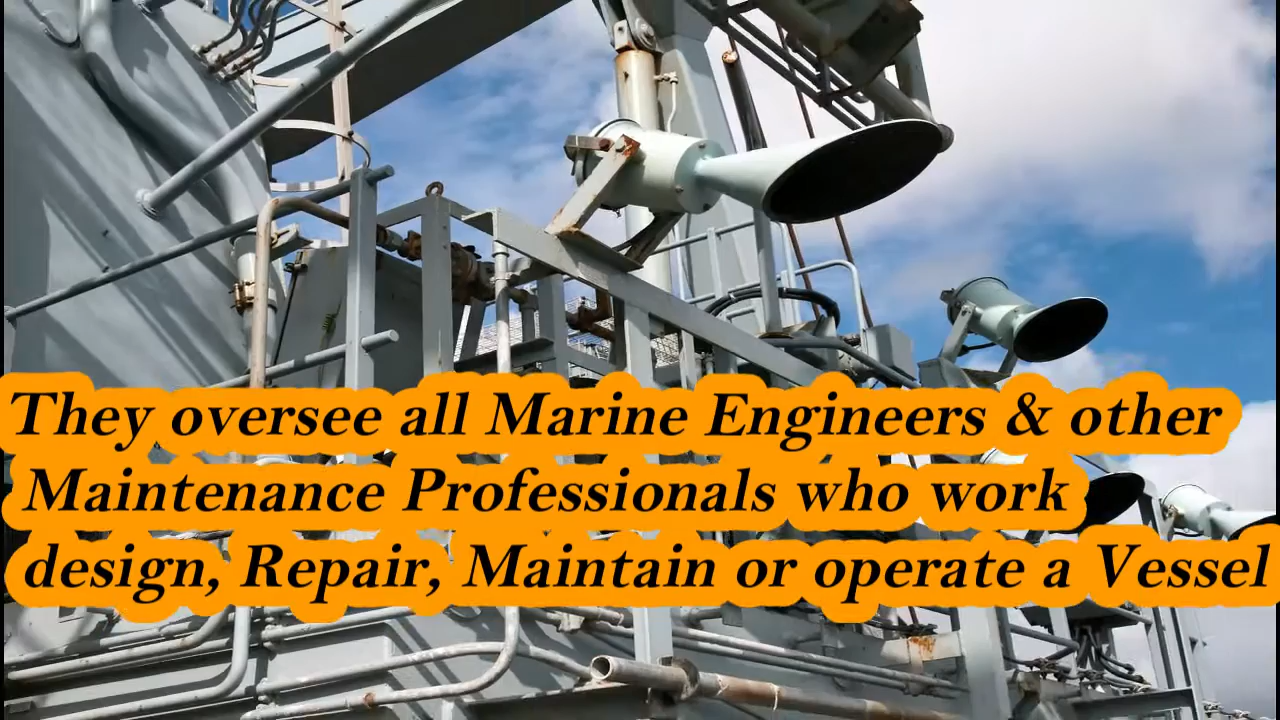 They oversee all Marine Engineers & other
Maintenance Professionals who work
design, Repair, Maintain or operate a Vessel